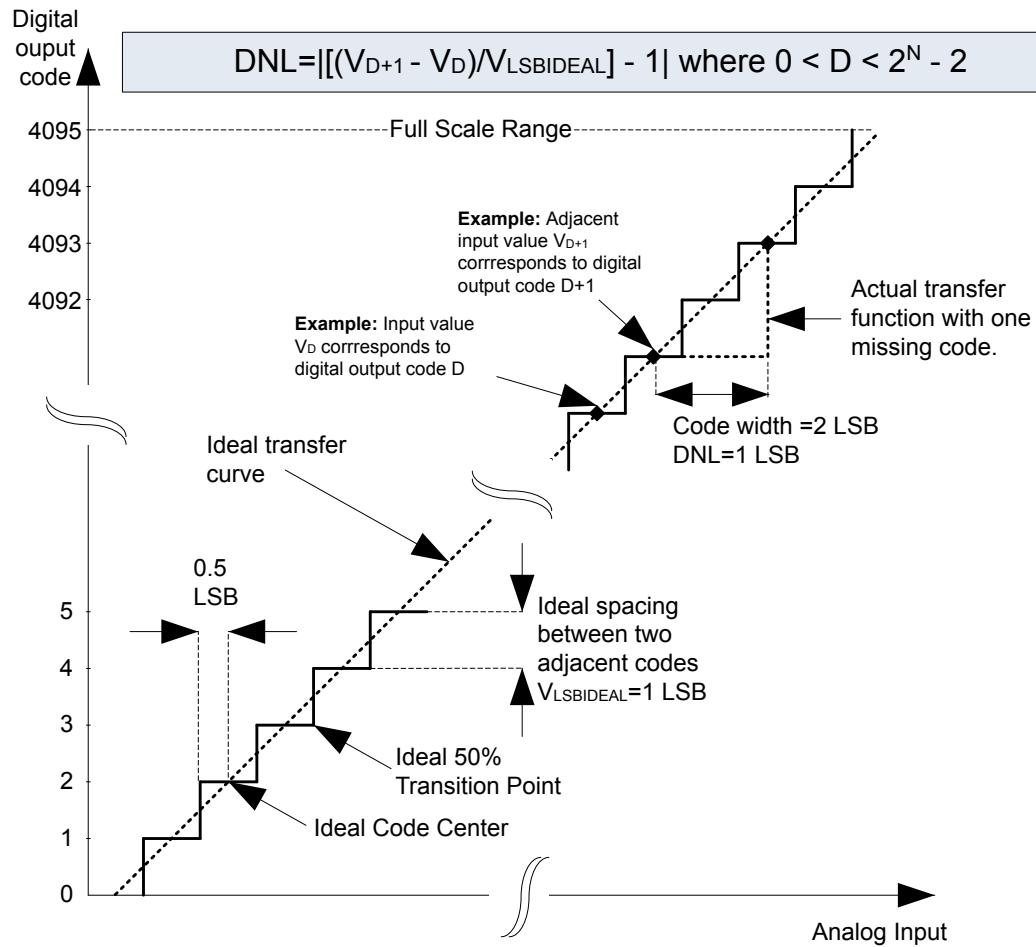 Digital
ouput
code
DNL=|[(VD+1 - VD)/VLSBIDEAL] - 1| where 0 < D < 2^N - 2
4095
Full Scale Range
4094
4093
4092
Example: Adjacent
input value VD+1
corrresponds to digital
output code D+1
Example: Input value
VD corrresponds to
digital output code D
Actual transfer
function with one
missing code.
Code width =2 LSB
DNL=1 LSB
Ideal transfer
curve
0.5
LSB
5
4
3
2
1
0
Ideal spacing
between two
adjacent codes
VLSBIDEAL=1 LSB
Ideal 50%
Transition Point
Ideal Code Center
Analog Input